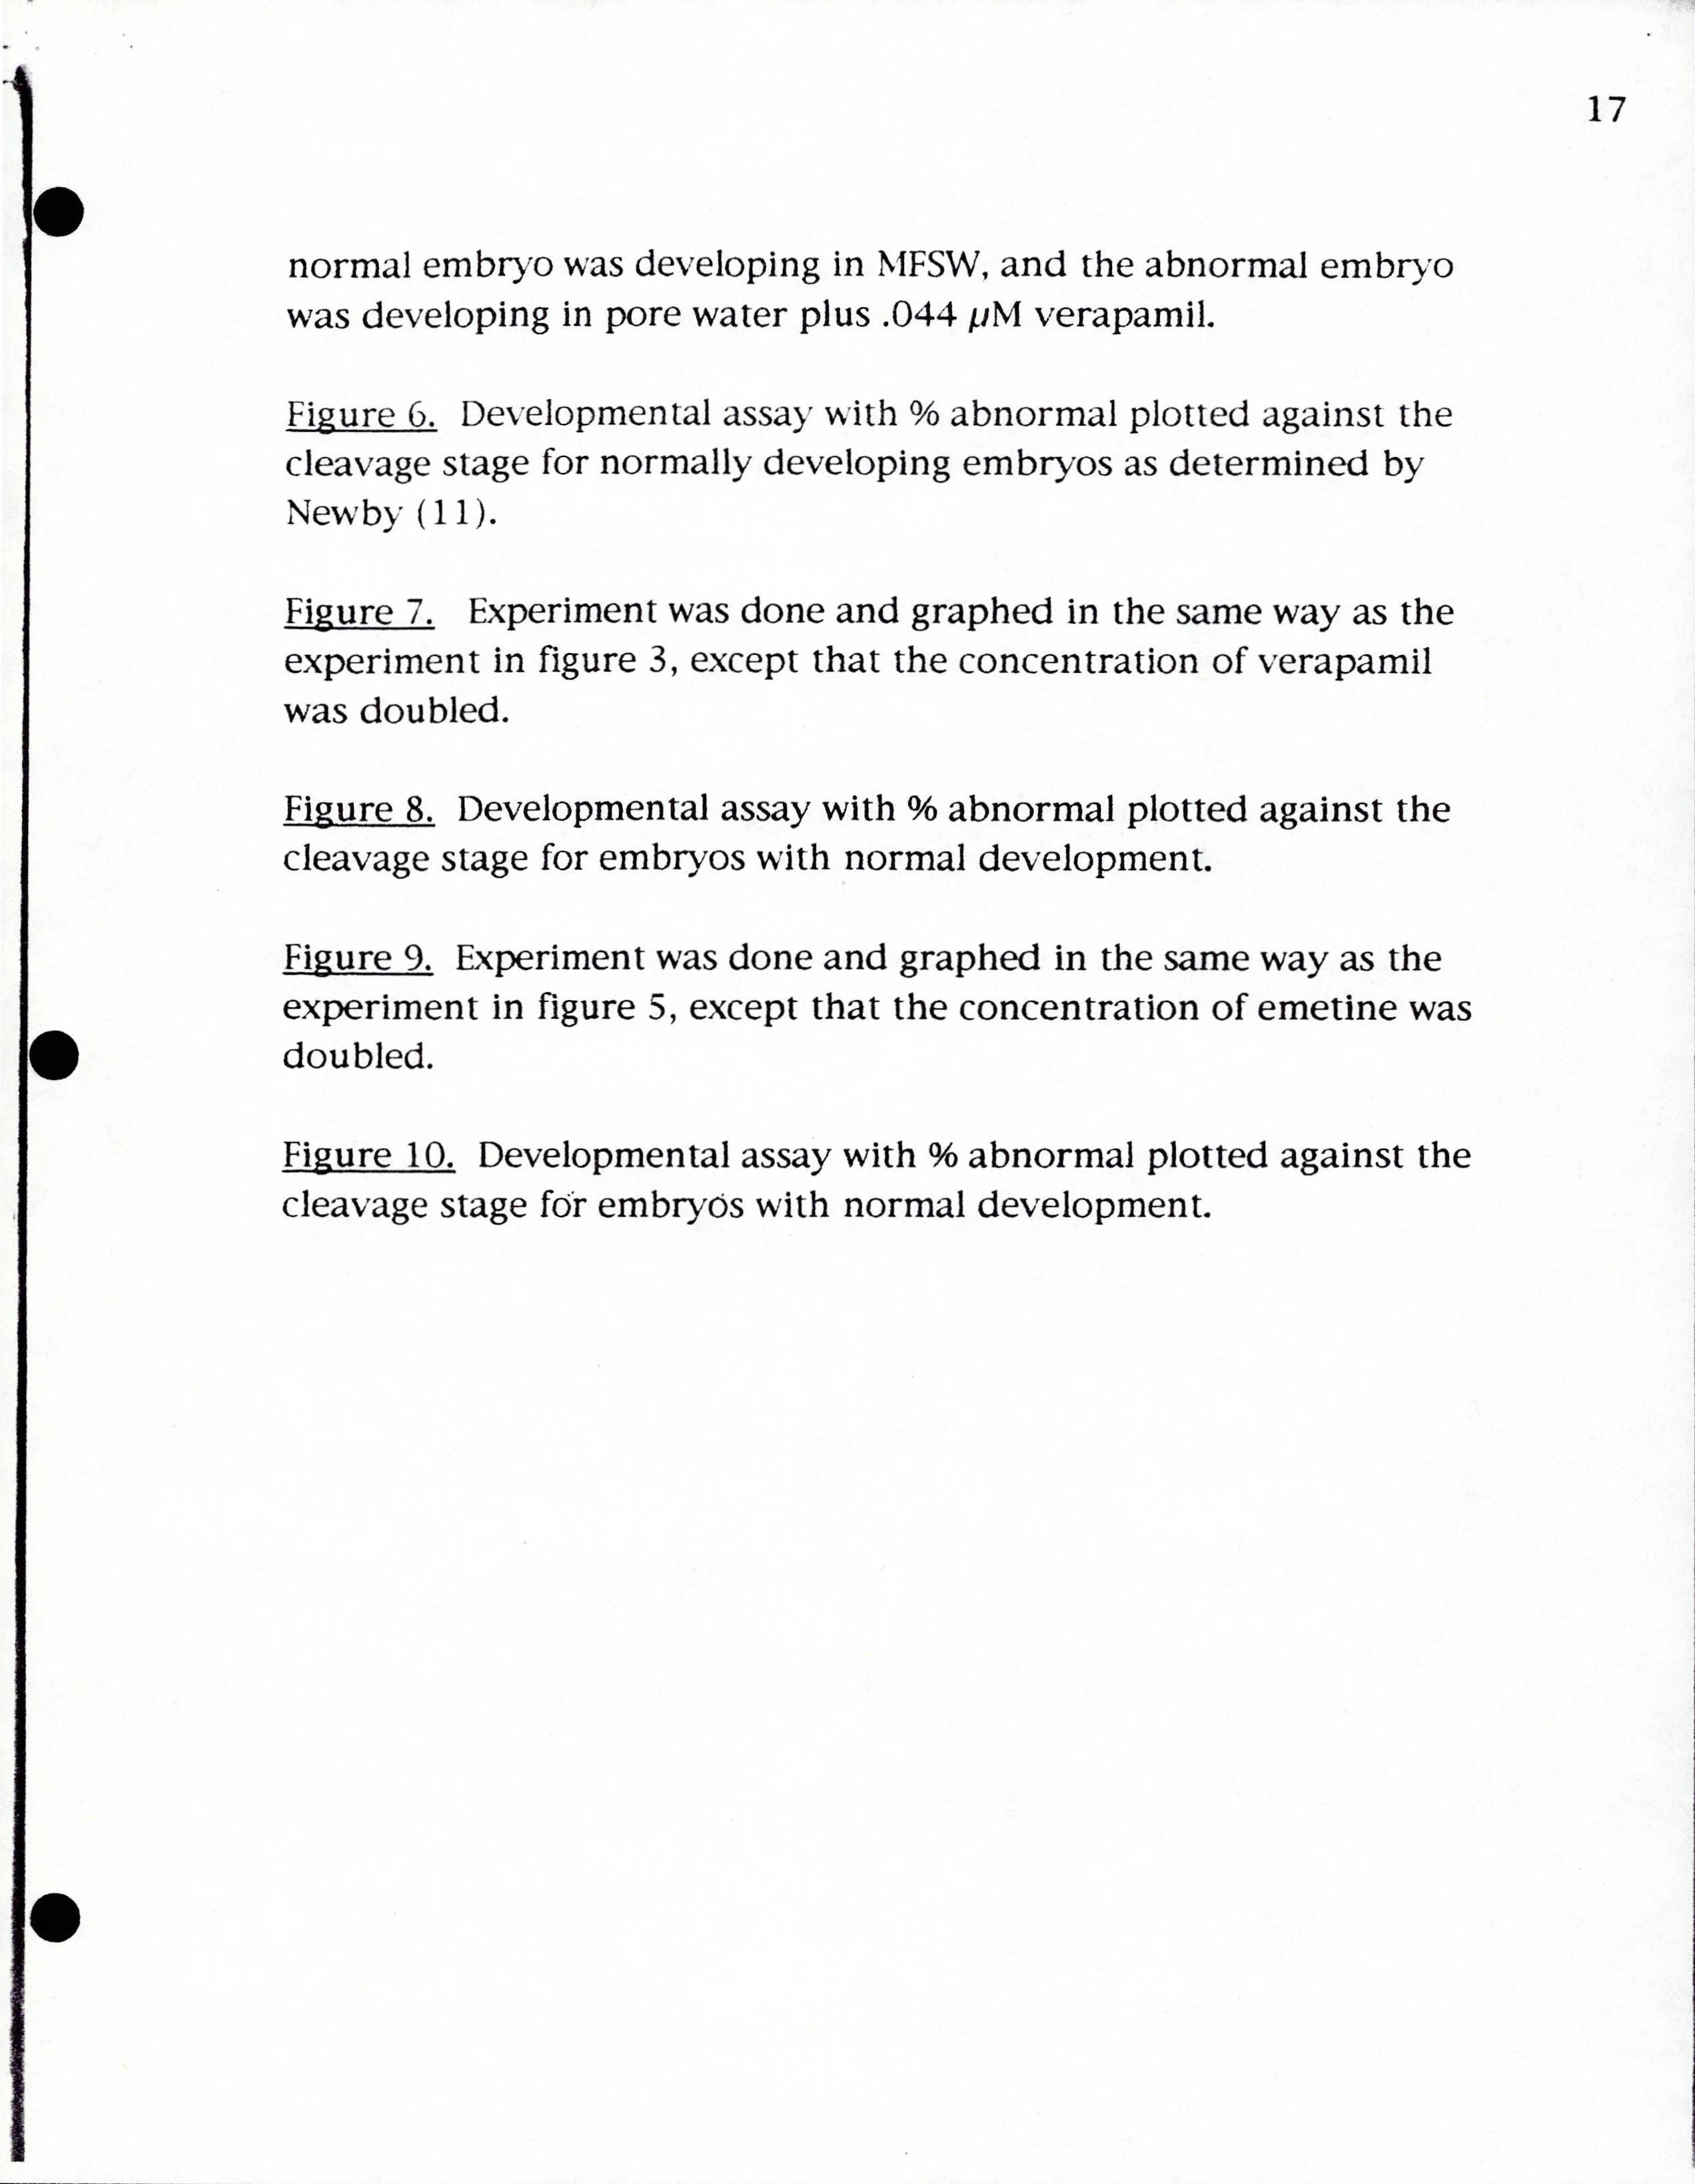 17
normal embryo was developing in MFSW, and the abnormal embryo
was developing in pore water plus .044 µM verapamil.
Figure 6. Developmental assay with % abnormal plotted against the
cleavage stage for normally developing embryos as determined by
Newby (11).
Figure 7. Experiment was done and graphed in the same way as the
experiment in figure 3, except that the concentration of verapamil
was doubled.
Figure 8. Developmental assay with % abnormal plotted against the
cleavage stage for embryos with normal development.
Figure 9. Experiment was done and graphed in the same way as the
experiment in figure 5, except that the concentration of emetine was
doubled.
Figure 10. Developmental assay with % abnormal plotted against the
cleavage stage for embryos with normal development.